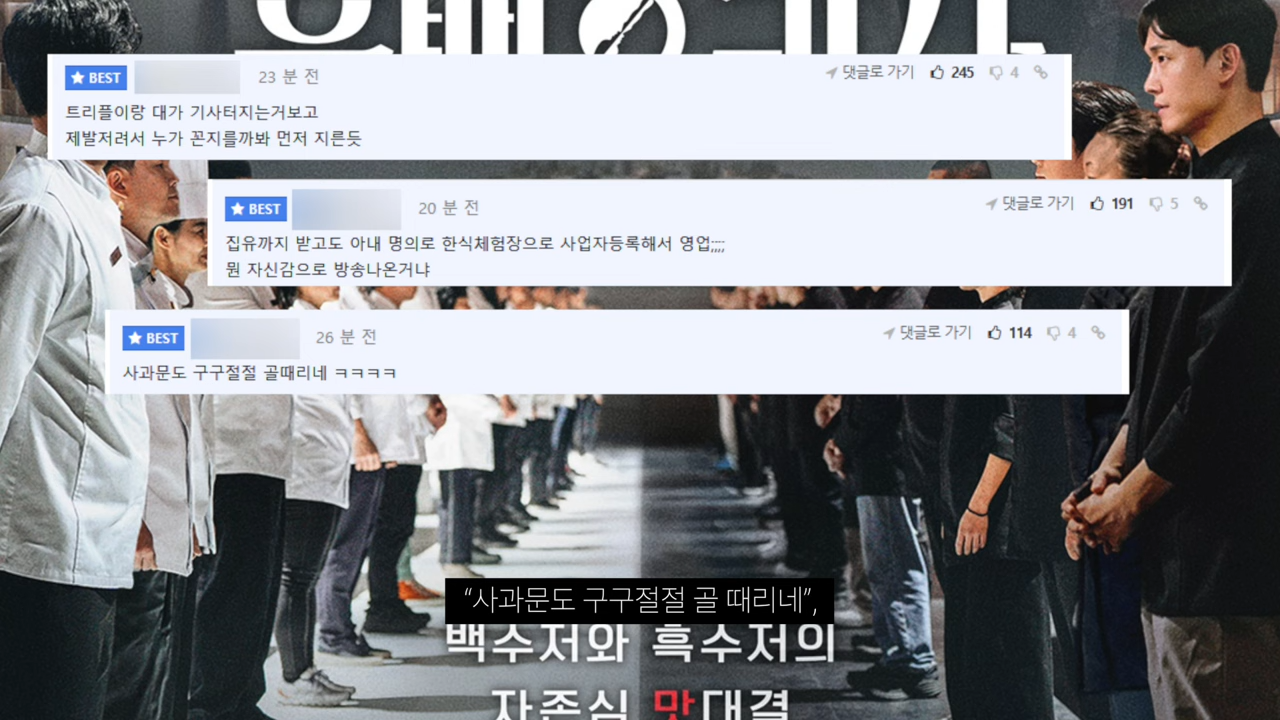 흑백요리사
BEST 23 분 전 댓글로 가기 245 4
트리플이랑 대가 기사터지는거보고
제발저려서 누가 꼰지를까봐 먼저 지른듯
BEST 20 분 전 댓글로 가기 191 5
집유까지 받고도 아내 명의로 한식체험장으로 사업자등록해서 영업;;;;
뭔 자신감으로 방송나온거냐
BEST 26 분 전 댓글로 가기 114 4
사과문도 구구절절 골때리네 ㅋㅋㅋㅋ
“사과문도 구구절절 골 때리네”,
백수저와 흑수저의
자존심 맛대결